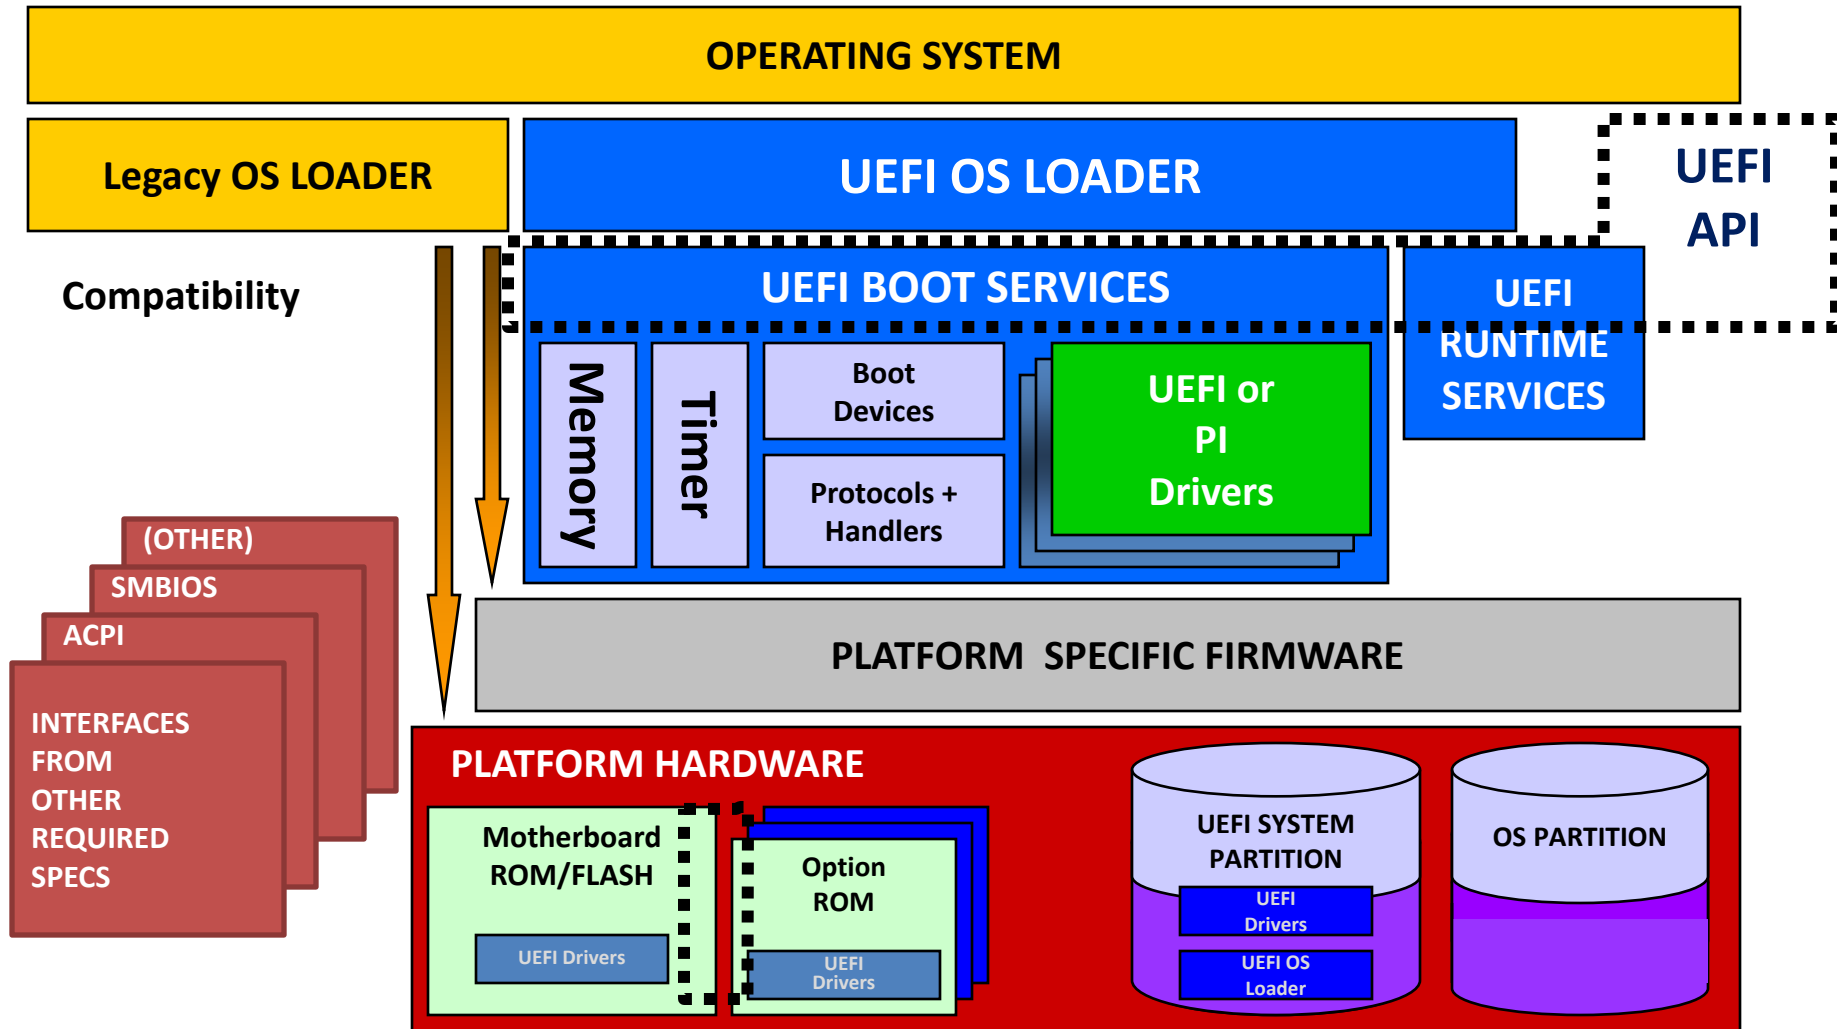 OPERATING SYSTEM
Legacy OS LOADER
UEFI OS LOADER
UEFI
API
Compatibility
UEFI BOOT SERVICES
UEFI
RUNTIME
SERVICES
Memory
Timer
Boot
Devices
Protocols +
Handlers
UEFI or
PI
Drivers
(OTHER)
SMBIOS
ACPI
INTERFACES
FROM
OTHER
REQUIRED
SPECS
PLATFORM SPECIFIC FIRMWARE
PLATFORM HARDWARE
Motherboard
ROM/FLASH
UEFI Drivers
Option
ROM
UEFI
Drivers
UEFI SYSTEM
PARTITION
UEFI
Drivers
UEFI OS
Loader
OS PARTITION